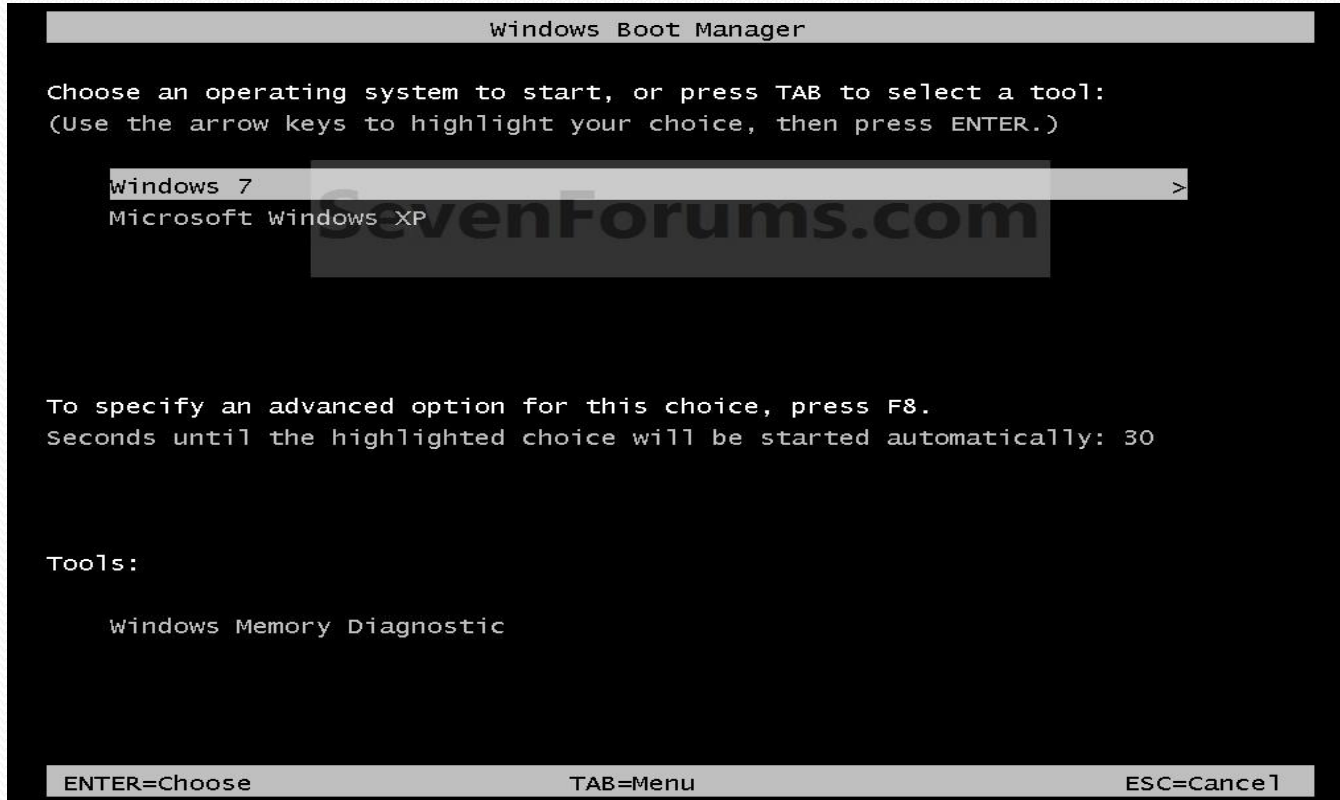 Windows Boot Manager
Choose an operating system to start, or press TAB to select a tool:
(Use the arrow keys to highlight your choice, then press ENTER.)
Windows 7 >
Microsoft Windows XP
SevenForums.com
To specify an advanced option for this choice, press F8.
Seconds until the highlighted choice will be started automatically: 30
Tools:
Windows Memory Diagnostic
ENTER=Choose TAB=Menu ESC=Cancel